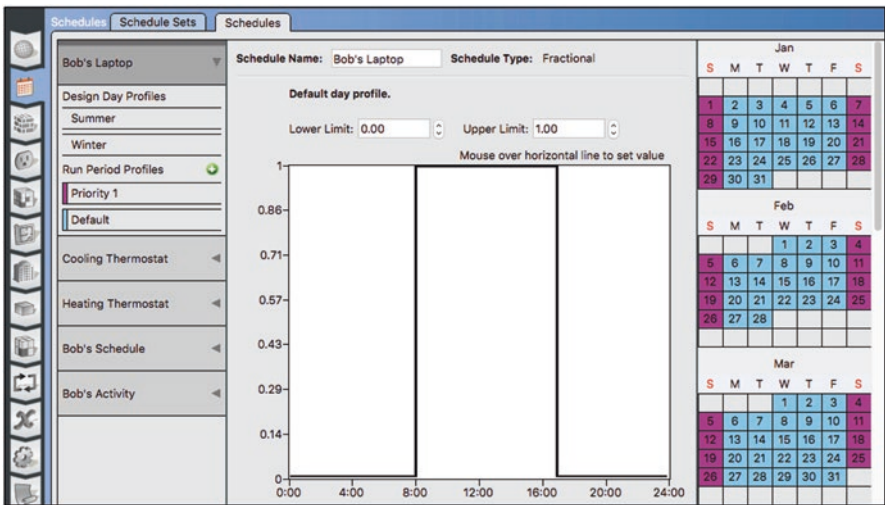 Schedules Schedule Sets Schedules
Bob's Laptop
Design Day Profiles
Summer
Winter
Run Period Profiles
Priority 1
Default
Cooling Thermostat
Heating Thermostat
Bob's Schedule
Bob's Activity
Schedule Name: Bob's Laptop Schedule Type: Fractional
Default day profile.
Lower Limit: 0.00 Upper Limit: 1.00
Mouse over horizontal line to set value
1
0.86
0.71
0.57
0.43
0.29
0.14
0
0:00 4:00 8:00 12:00 16:00 20:00 24:00
Jan
S M T W T F S
1 2 3 4 5 6 7
8 9 10 11 12 13 14
15 16 17 18 19 20 21
22 23 24 25 26 27 28
29 30 31
Feb
S M T W T F S
1 2 3 4
5 6 7 8 9 10 11
12 13 14 15 16 17 18
19 20 21 22 23 24 25
26 27 28
Mar
S M T W T F S
1 2 3 4
5 6 7 8 9 10 11
12 13 14 15 16 17 18
19 20 21 22 23 24 25
26 27 28 29 30 31